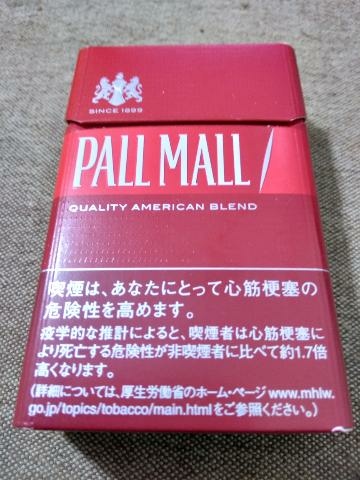 SINCE 1899
PALL MALL
QUALITY AMERICAN BLEND
喫煙は、あなたにとって心筋梗塞の
危険性を高めます。
疫学的な推計によると、喫煙者は心筋梗塞に
より死亡する危険性が非喫煙者に比べて約1.7倍
高くなります。
(詳細については、厚生労働省のホーム・ページ www.mhlw.
go.jp/topics/tobacco/main.htmlをご参照ください。)